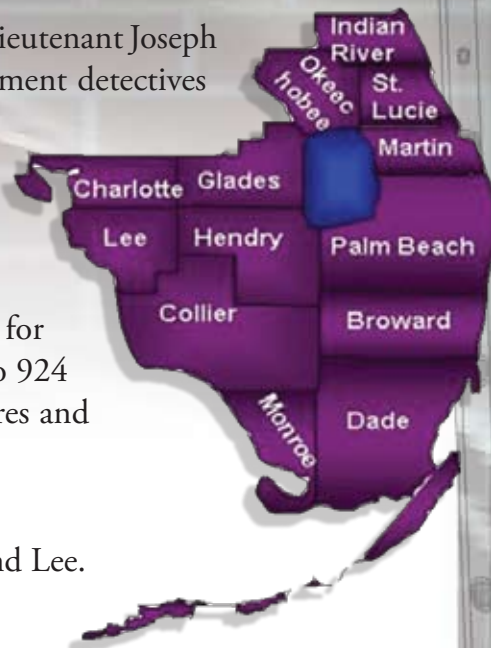 ieutenant Joseph
ment detectives
for
o 924
res and
nd Lee.
Indian
River
Okeec
hobee
St.
Lucie
Martin
Charlotte
Glades
Lee
Hendry
Palm Beach
Collier
Broward
Monroe
Dade